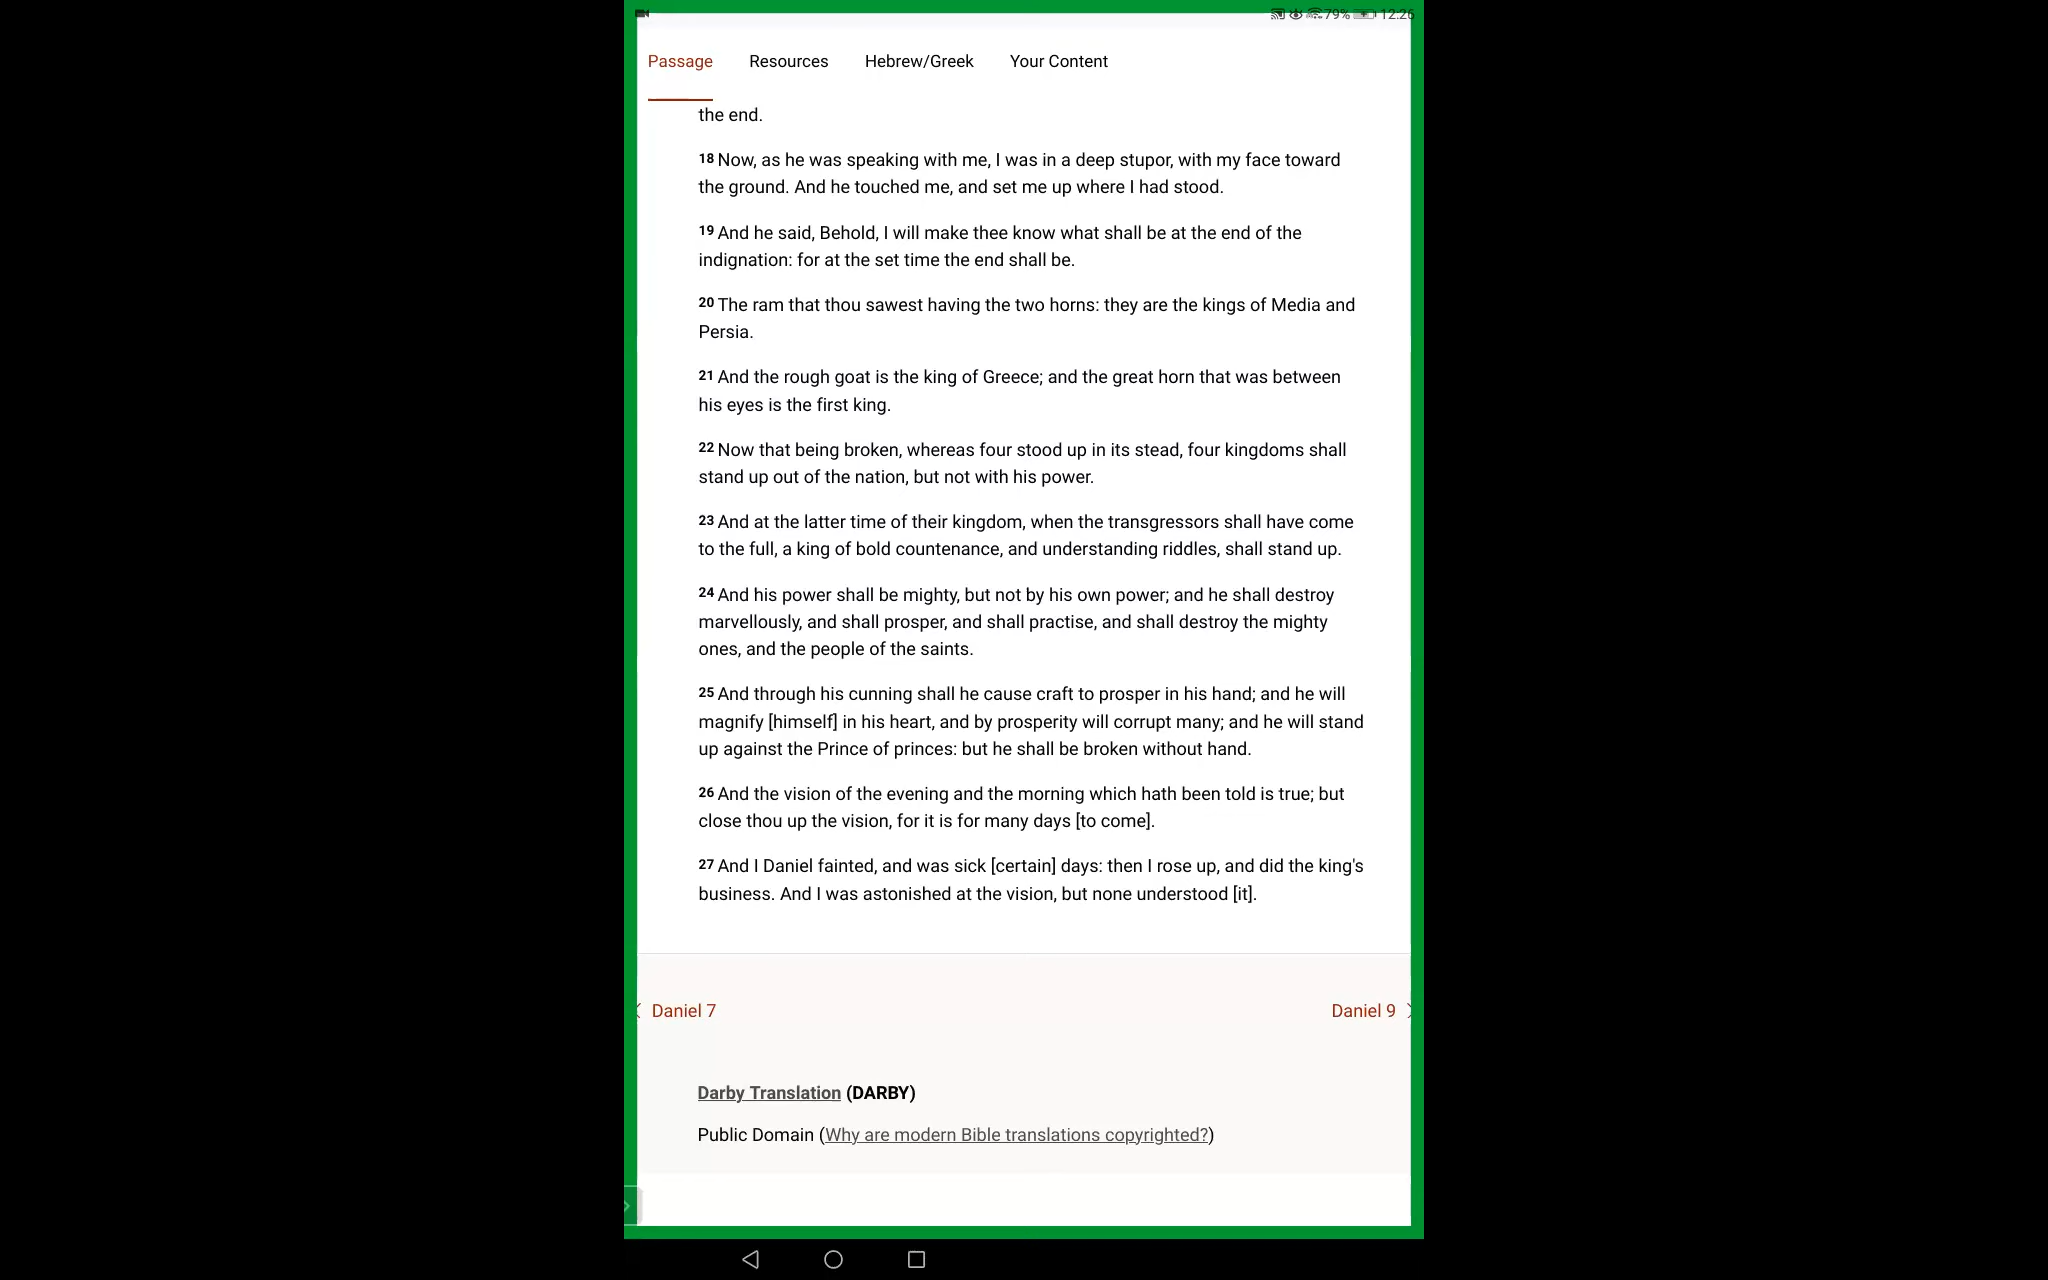 79% 12:26
Passage Resources Hebrew/Greek Your Content
the end.
18 Now, as he was speaking with me, I was in a deep stupor, with my face toward
the ground. And he touched me, and set me up where I had stood.
19 And he said, Behold, I will make thee know what shall be at the end of the
indignation: for at the set time the end shall be.
20 The ram that thou sawest having the two horns: they are the kings of Media and
Persia.
21 And the rough goat is the king of Greece; and the great horn that was between
his eyes is the first king.
22 Now that being broken, whereas four stood up in its stead, four kingdoms shall
stand up out of the nation, but not with his power.
23 And at the latter time of their kingdom, when the transgressors shall have come
to the full, a king of bold countenance, and understanding riddles, shall stand up.
24 And his power shall be mighty, but not by his own power; and he shall destroy
marvellously, and shall prosper, and shall practise, and shall destroy the mighty
ones, and the people of the saints.
25 And through his cunning shall he cause craft to prosper in his hand; and he will
magnify [himself] in his heart, and by prosperity will corrupt many; and he will stand
up against the Prince of princes: but he shall be broken without hand.
26 And the vision of the evening and the morning which hath been told is true; but
close thou up the vision, for it is for many days [to come].
27 And I Daniel fainted, and was sick [certain] days: then I rose up, and did the king's
business. And I was astonished at the vision, but none understood [it].
Daniel 7 Daniel 9
Darby Translation (DARBY)
Public Domain (Why are modern Bible translations copyrighted?)